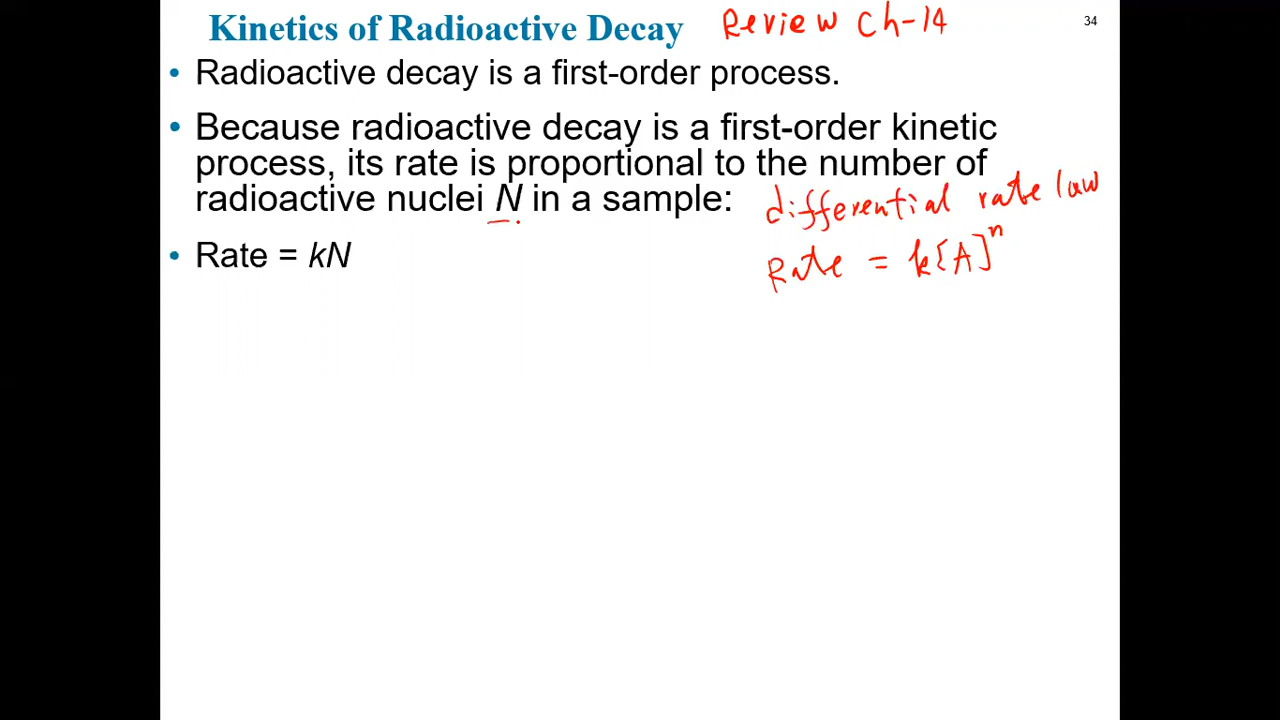 Kinetics of Radioactive Decay Review Ch-14 34
• Radioactive decay is a first-order process.
• Because radioactive decay is a first-order kinetic
process, its rate is proportional to the number of
radioactive nuclei N in a sample: differential rate law
• Rate = kN Rate = k[A]^n